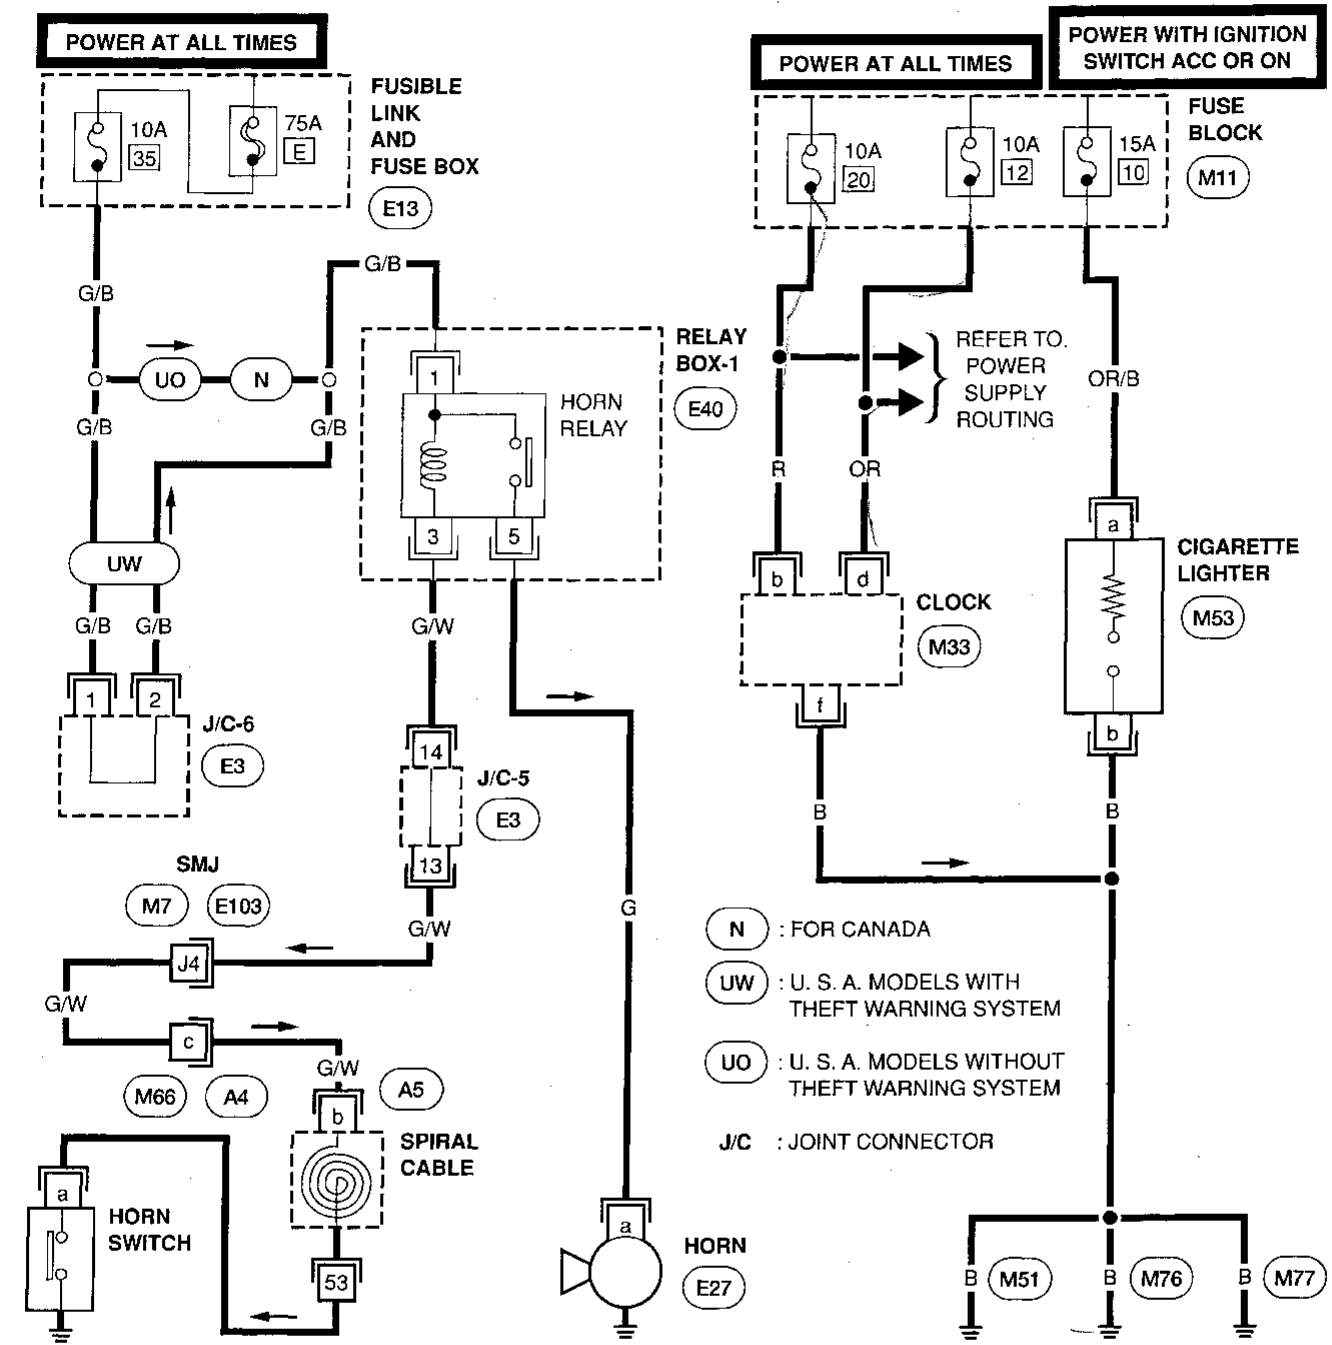 POWER AT ALL TIMES
10A
35
75A
E
FUSIBLE
LINK
AND
FUSE BOX
E13
POWER AT ALL TIMES
POWER WITH IGNITION
SWITCH ACC OR ON
10A
20
10A
12
15A
10
FUSE
BLOCK
M11
G/B
G/B
UO
N
G/B
G/B
UW
G/B
G/B
1
2
J/C-6
E3
1
HORN
RELAY
3
5
RELAY
BOX-1
E40
G/W
14
J/C-5
E3
13
G/W
SMJ
M7
E103
J4
G/W
c
M66
A4
G/W
A5
b
SPIRAL
CABLE
53
a
HORN
SWITCH
G
a
HORN
E27
REFER TO.
POWER
SUPPLY
ROUTING
R
OR
OR/B
b
d
CLOCK
M33
f
a
CIGARETTE
LIGHTER
M53
b
B
B
N : FOR CANADA
UW : U. S. A. MODELS WITH
THEFT WARNING SYSTEM
UO : U. S. A. MODELS WITHOUT
THEFT WARNING SYSTEM
J/C : JOINT CONNECTOR
B
M51
B
M76
B
M77